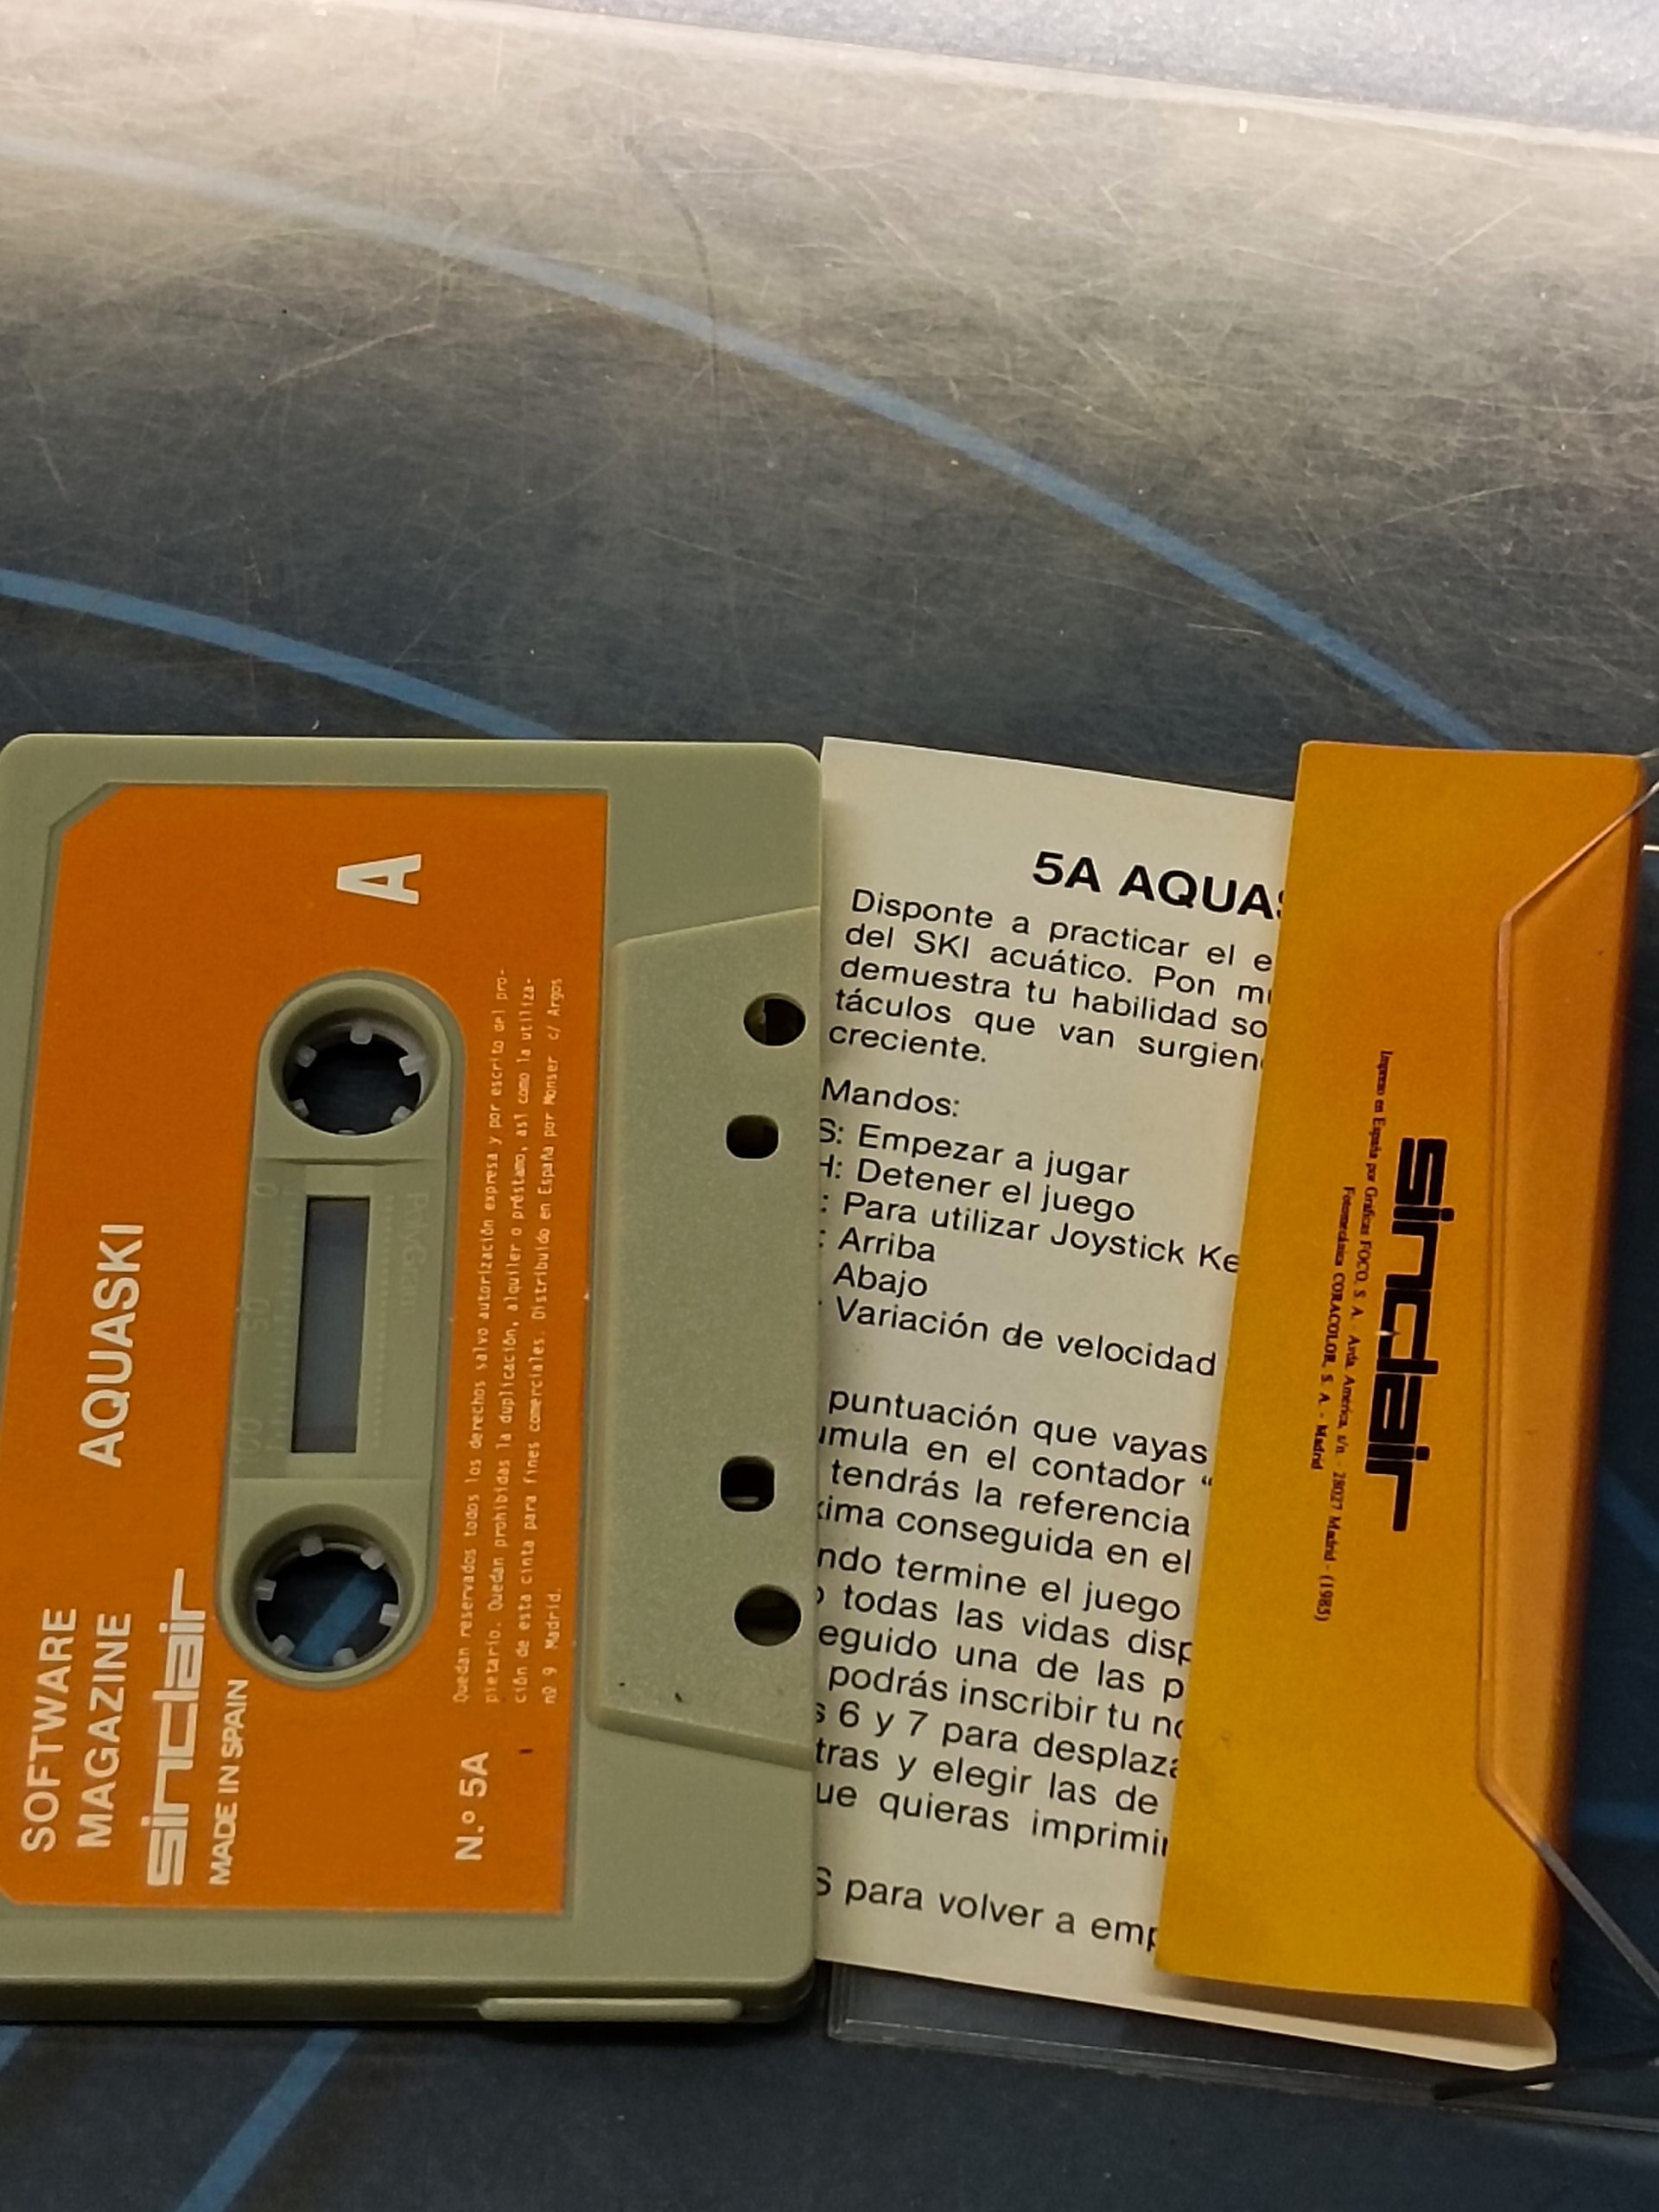 SOFTWARE
MAGAZINE
sinclair
MADE IN SPAIN
AQUASKI
A
0
50
100
PolyGram
Quedan reservados todos los derechos salvo autorización expresa y por escrito del pro-
pietario. Quedan prohibidas la duplicación, alquiler o préstamo, así como la utiliza-
ción de esta cinta para fines comerciales. Distribuido en España por Monser c/ Argos
nº 9 Madrid.
N.º 5A
5A AQUAS
Disponte a practicar el e
del SKI acuático. Pon
demuestra tu habilidad so
táculos que van surgien
creciente.
Mandos:
S: Empezar a jugar
H: Detener el juego
: Para utilizar Joystick Ke
: Arriba
Abajo
Variación de velocidad
puntuación que vayas
umula en el contador “
tendrás la referencia
xima conseguida en el
ndo termine el juego
o todas las vidas disp
eguido una de las p
podrás inscribir tu no
s 6 y 7 para desplaza
tras y elegir las de
ue quieras imprimir
S para volver a emp
sinclair
Impreso en España por Gráficas FOCO, S. A. - Avda. América, s/n. - 28027 Madrid - (1985)
Fotomecánica CORACOLOR, S. A. - Madrid